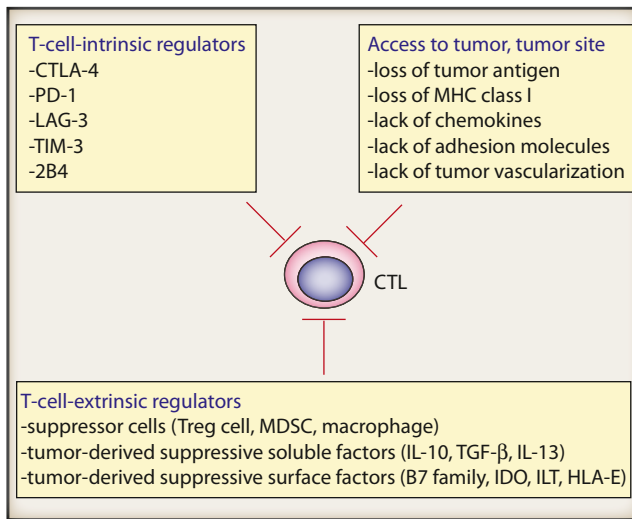 T-cell-intrinsic regulators
-CTLA-4
-PD-1
-LAG-3
-TIM-3
-2B4
Access to tumor, tumor site
-loss of tumor antigen
-loss of MHC class I
-lack of chemokines
-lack of adhesion molecules
-lack of tumor vascularization
CTL
T-cell-extrinsic regulators
-suppressor cells (Treg cell, MDSC, macrophage)
-tumor-derived suppressive soluble factors (IL-10, TGF-β, IL-13)
-tumor-derived suppressive surface factors (B7 family, IDO, ILT, HLA-E)